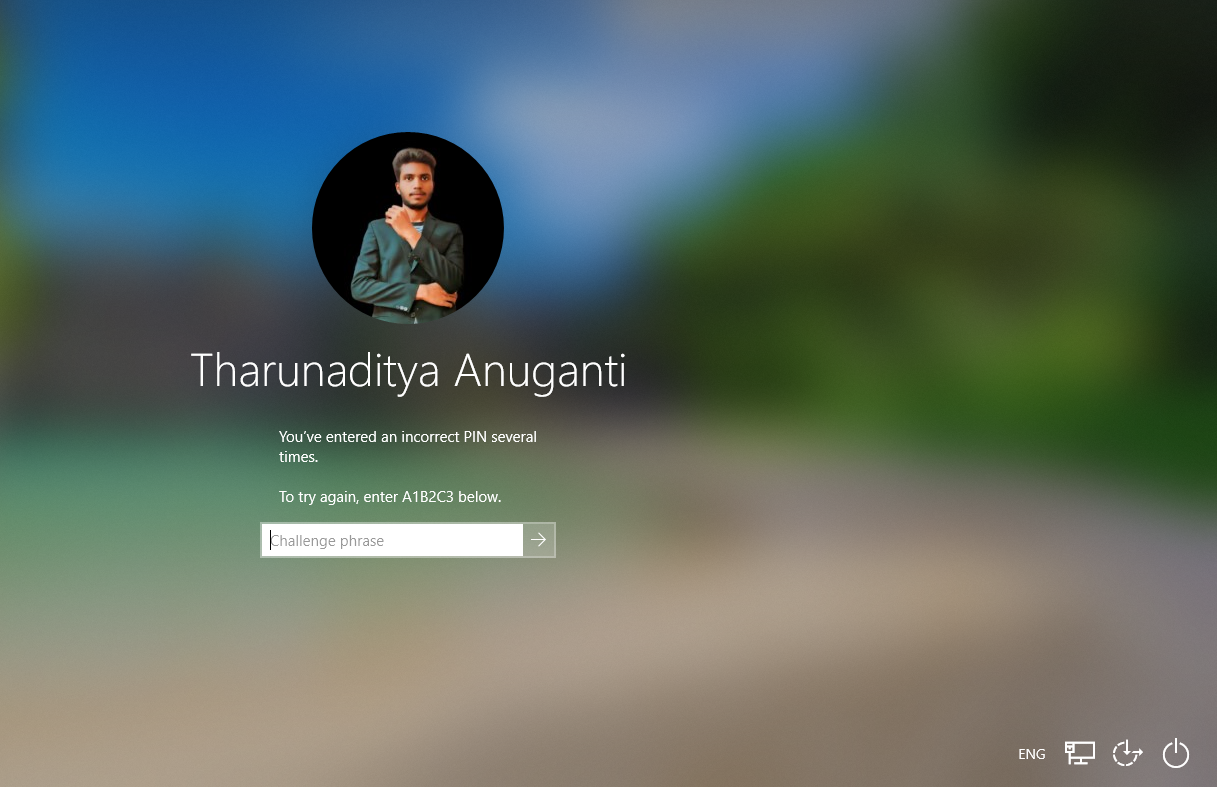 Tharunaditya Anuganti
You've entered an incorrect PIN several
times.
To try again, enter A1B2C3 below.
Challenge phrase
ENG